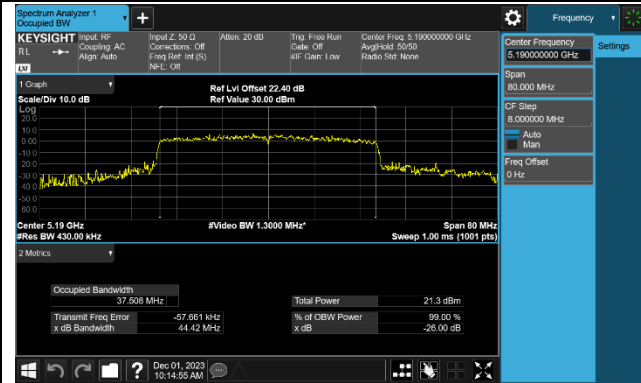 Spectrum Analyzer 1
Occupied BW
Frequency
KEYSIGHT
RL
LXI
Input: RF
Coupling: AC
Align: Auto
Input Z: 50 Ω
Corrections: Off
Freq Ref: Int (S)
NFE: Off
Atten: 20 dB
Trig: Free Run
Gate: Off
#IF Gain: Low
Center Freq: 5.190000000 GHz
Avg|Hold: 50/50
Radio Std: None
Center Frequency
5.190000000 GHz
Settings
Span
80.000 MHz
CF Step
8.000000 MHz
Auto
Man
Freq Offset
0 Hz
1 Graph
Scale/Div 10.0 dB
Ref Lvl Offset 22.40 dB
Ref Value 30.00 dBm
Log
20.0
10.0
0.00
-10.0
-20.0
-30.0
-40.0
-50.0
-60.0
Center 5.19 GHz
#Video BW 1.3000 MHz*
Span 80 MHz
#Res BW 430.00 kHz
Sweep 1.00 ms (1001 pts)
2 Metrics
Occupied Bandwidth
37.508 MHz
Total Power 21.3 dBm
Transmit Freq Error -57.661 kHz
% of OBW Power 99.00 %
x dB Bandwidth 44.42 MHz
x dB -26.00 dB
?
Dec 01, 2023
10:14:55 AM